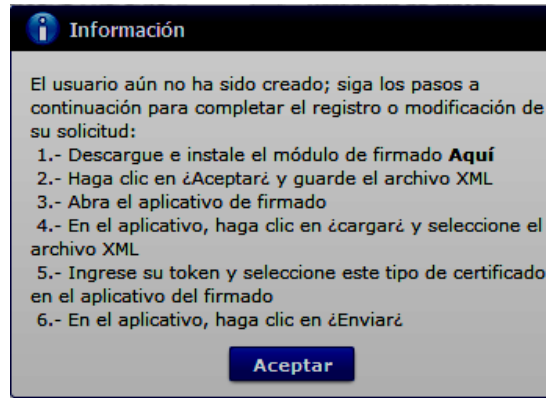 Información
El usuario aún no ha sido creado; siga los pasos a
continuación para completar el registro o modificación de
su solicitud:
1.- Descargue e instale el módulo de firmado Aquí
2.- Haga clic en ¿Aceptar¿ y guarde el archivo XML
3.- Abra el aplicativo de firmado
4.- En el aplicativo, haga clic en ¿cargar¿ y seleccione el
archivo XML
5.- Ingrese su token y seleccione este tipo de certificado
en el aplicativo del firmado
6.- En el aplicativo, haga clic en ¿Enviar¿
Aceptar